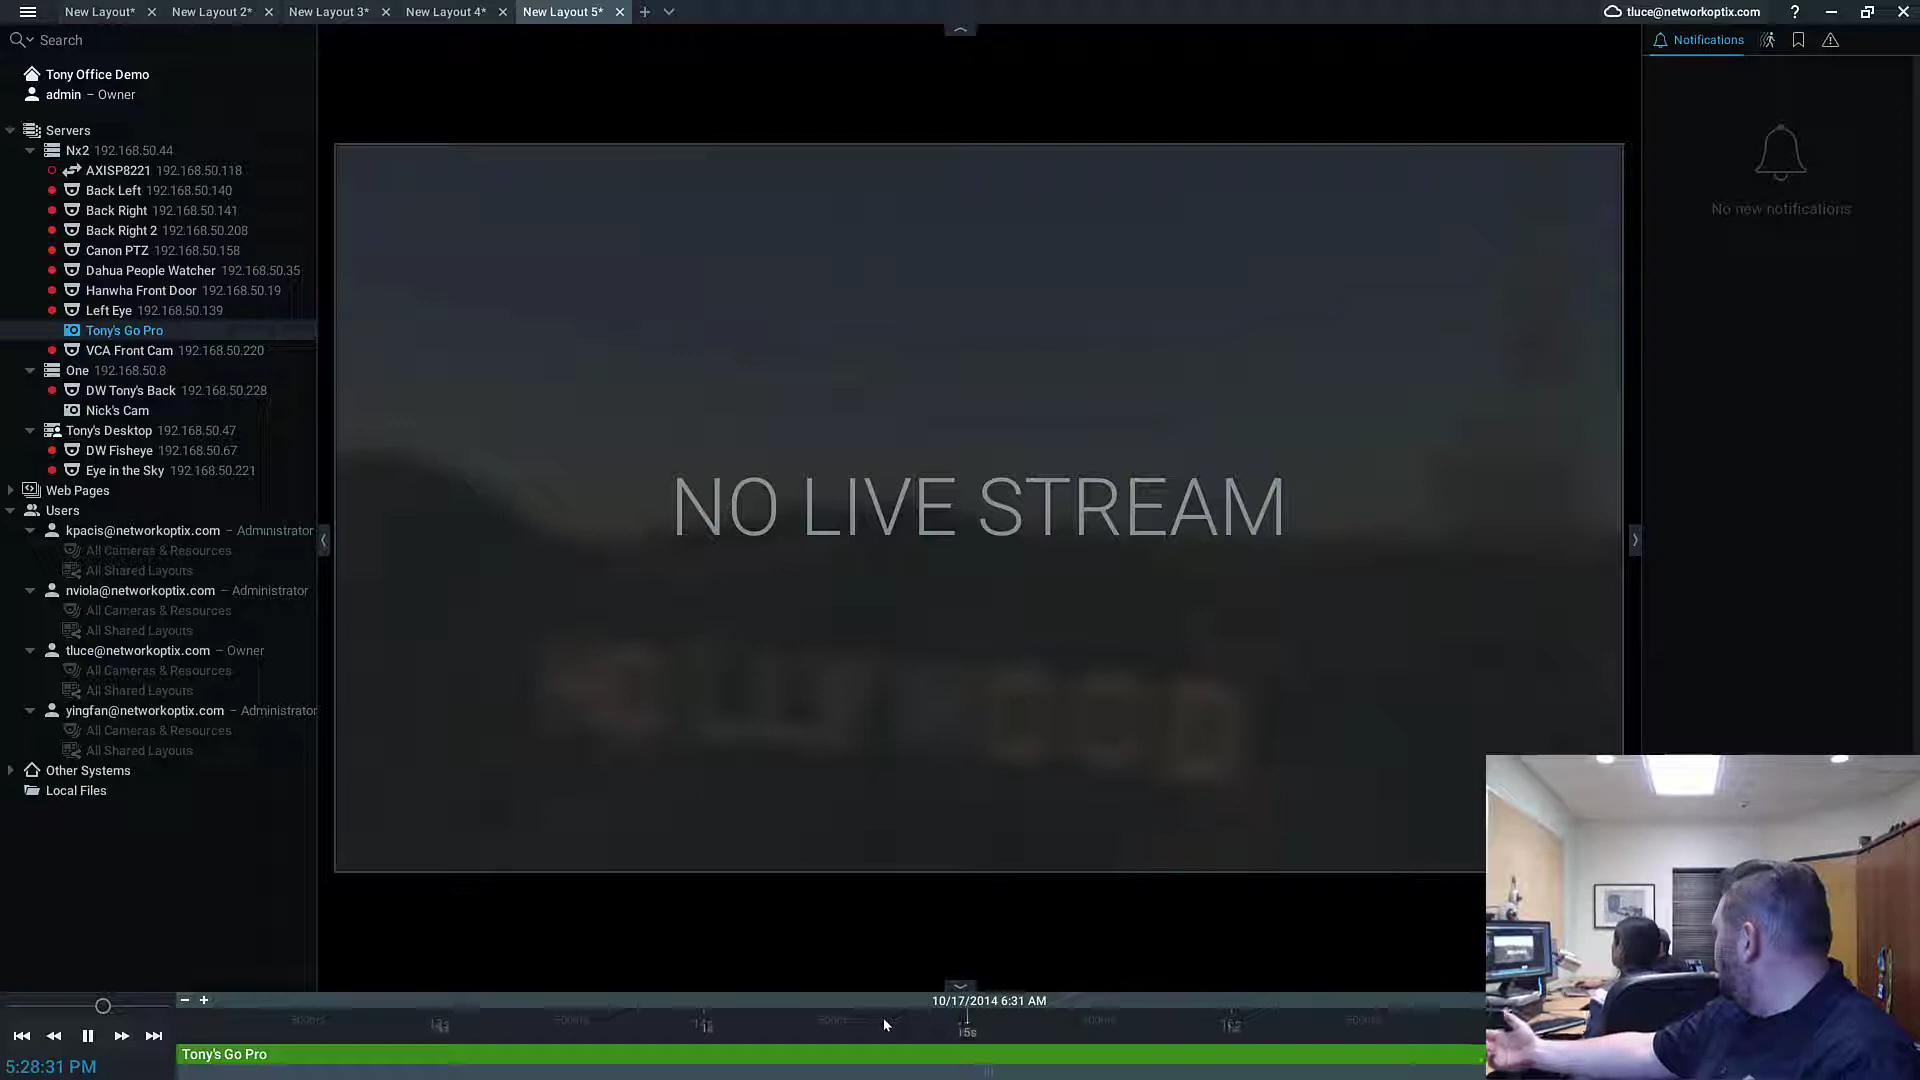 New Layout*
New Layout 2*
New Layout 3*
New Layout 4*
New Layout 5*
tluce@networkoptix.com
?
Search
Notifications
Tony Office Demo
admin – Owner
Servers
Nx2 192.168.50.44
AXISP8221 192.168.50.118
Back Left 192.168.50.140
Back Right 192.168.50.141
Back Right 2 192.168.50.208
Canon PTZ 192.168.50.158
Dahua People Watcher 192.168.50.35
Hanwha Front Door 192.168.50.19
Left Eye 192.168.50.139
Tony's Go Pro
VCA Front Cam 192.168.50.220
One 192.168.50.8
DW Tony's Back 192.168.50.228
Nick's Cam
Tony's Desktop 192.168.50.47
DW Fisheye 192.168.50.67
Eye in the Sky 192.168.50.221
Web Pages
Users
kpacis@networkoptix.com – Administrator
All Cameras & Resources
All Shared Layouts
nviola@networkoptix.com – Administrator
All Cameras & Resources
All Shared Layouts
tluce@networkoptix.com – Owner
All Cameras & Resources
All Shared Layouts
yingfan@networkoptix.com – Administrator
All Cameras & Resources
All Shared Layouts
Other Systems
Local Files
No new notifications
NO LIVE STREAM
10/17/2014 6:31 AM
15s
Tony's Go Pro
5:28:31 PM